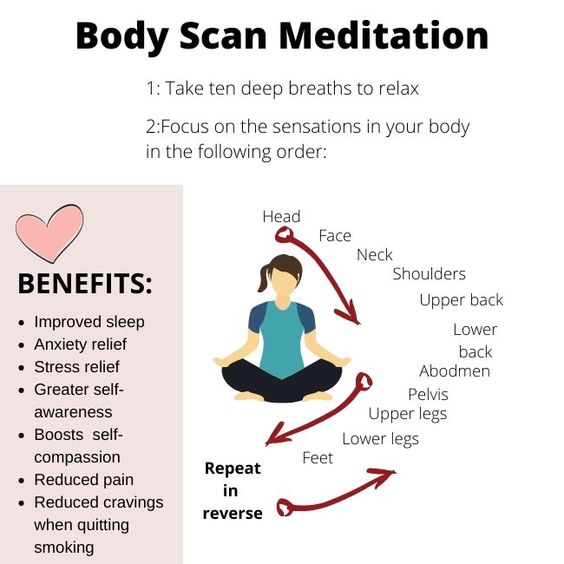 Body Scan Meditation
1: Take ten deep breaths to relax
2:Focus on the sensations in your body
in the following order:
BENEFITS:
Improved sleep
Anxiety relief
Stress relief
Greater self-
awareness
Boosts self-
compassion
Reduced pain
Reduced cravings
when quitting
smoking
Head
Face
Neck
Shoulders
Upper back
Lower
back
Abodmen
Pelvis
Upper legs
Lower legs
Feet
Repeat
in
reverse